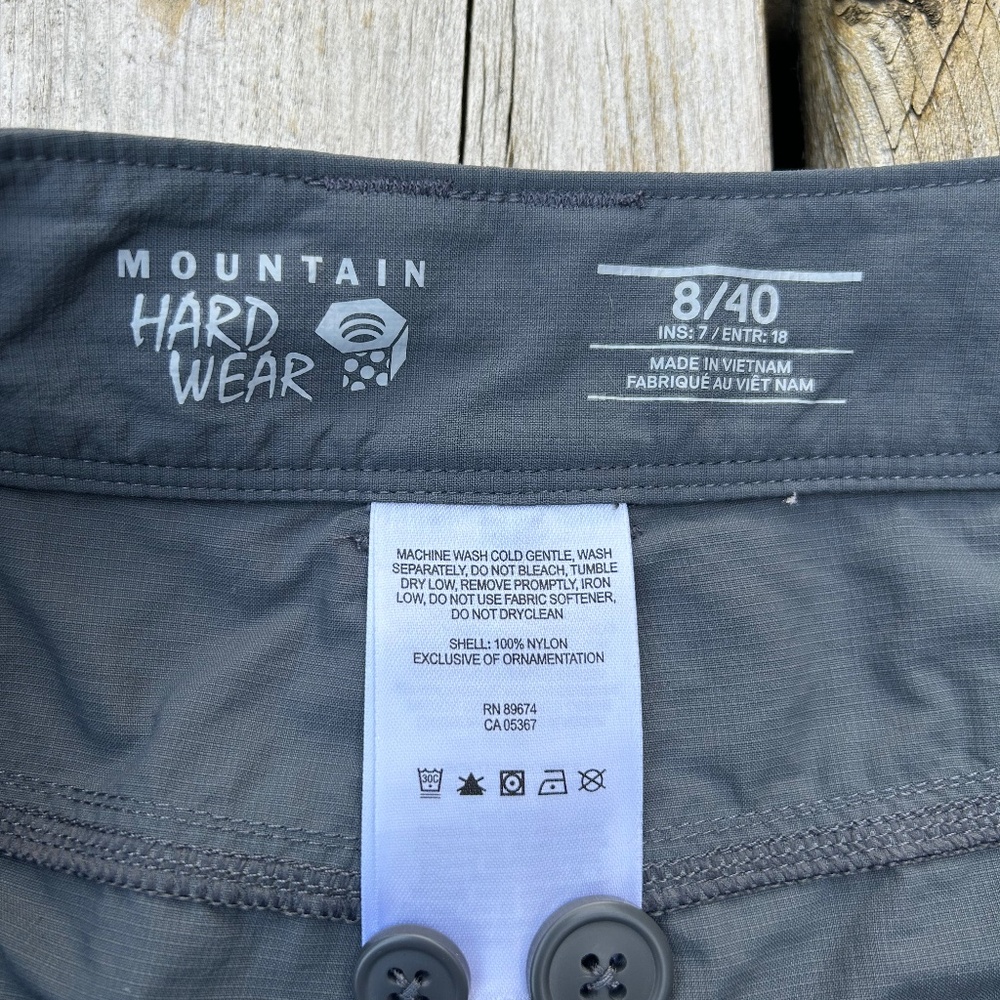 MOUNTAIN
HARD
WEAR
8/40
INS: 7 / ENTR: 18
MADE IN VIETNAM
FABRIQUÉ AU VIÊT NAM
MACHINE WASH COLD GENTLE, WASH
SEPARATELY, DO NOT BLEACH, TUMBLE
DRY LOW, REMOVE PROMPTLY, IRON
LOW, DO NOT USE FABRIC SOFTENER,
DO NOT DRYCLEAN
SHELL: 100% NYLON
EXCLUSIVE OF ORNAMENTATION
RN 89674
CA 05367
30C